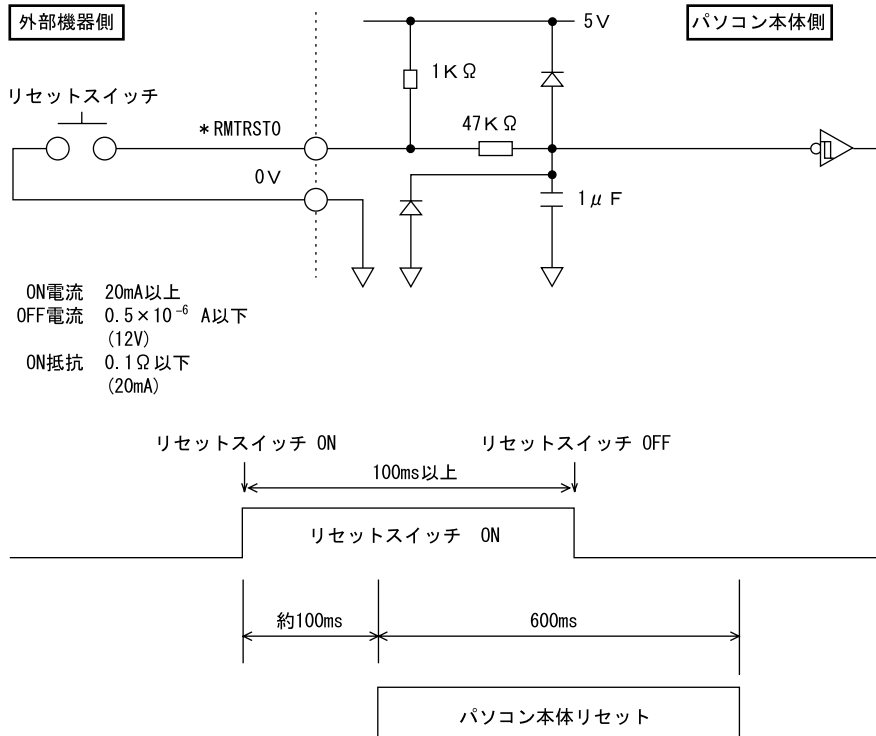 外部機器側
パソコン本体側
5V
1KΩ
リセットスイッチ
*RMTRST0
47KΩ
0V
1μF
ON電流 20mA以上
OFF電流 0.5×10⁻⁶ A以下
(12V)
ON抵抗 0.1Ω以下
(20mA)
リセットスイッチ ON
リセットスイッチ OFF
100ms以上
リセットスイッチ ON
約100ms
600ms
パソコン本体リセット